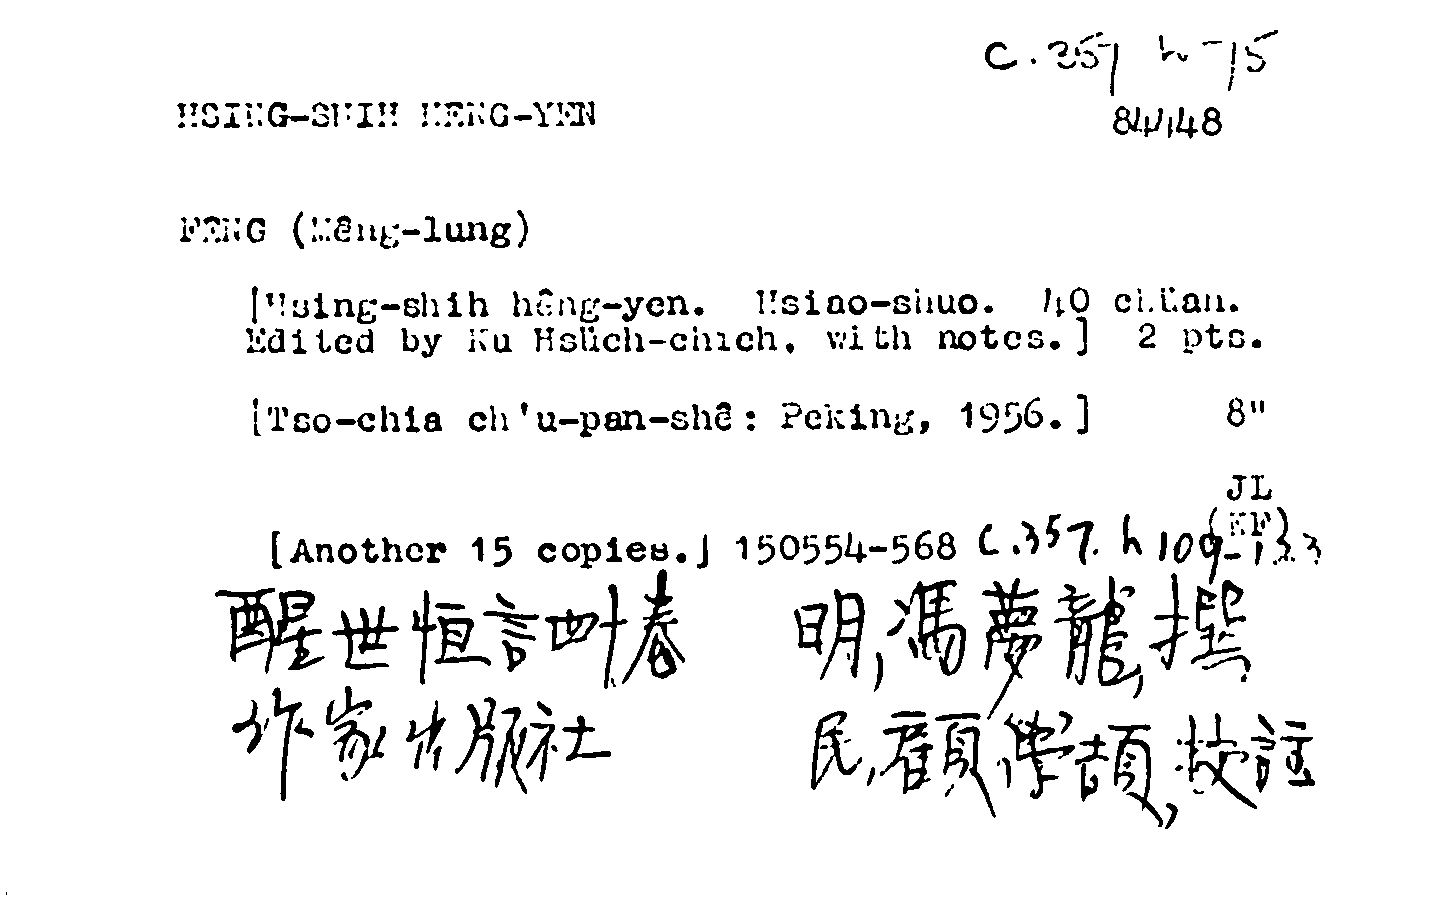 C.357 h 75
HSING-SHIH HENG-YEN
84148
FENG (Mêng-lung)
[Hsing-shih hêng-yen. Hsiao-shuo. 40 chüan.
Edited by Ku Hsüeh-chieh, with notes.] 2 pts.
[Tso-chia ch'u-pan-shê: Peking, 1956.] 8"
JL
(EF)
[Another 15 copies.] 150554-568 C.357. h 109-123
醒世恒言四十卷 明,馮夢龍,撰
作家出版社 民,顧學頡,校註